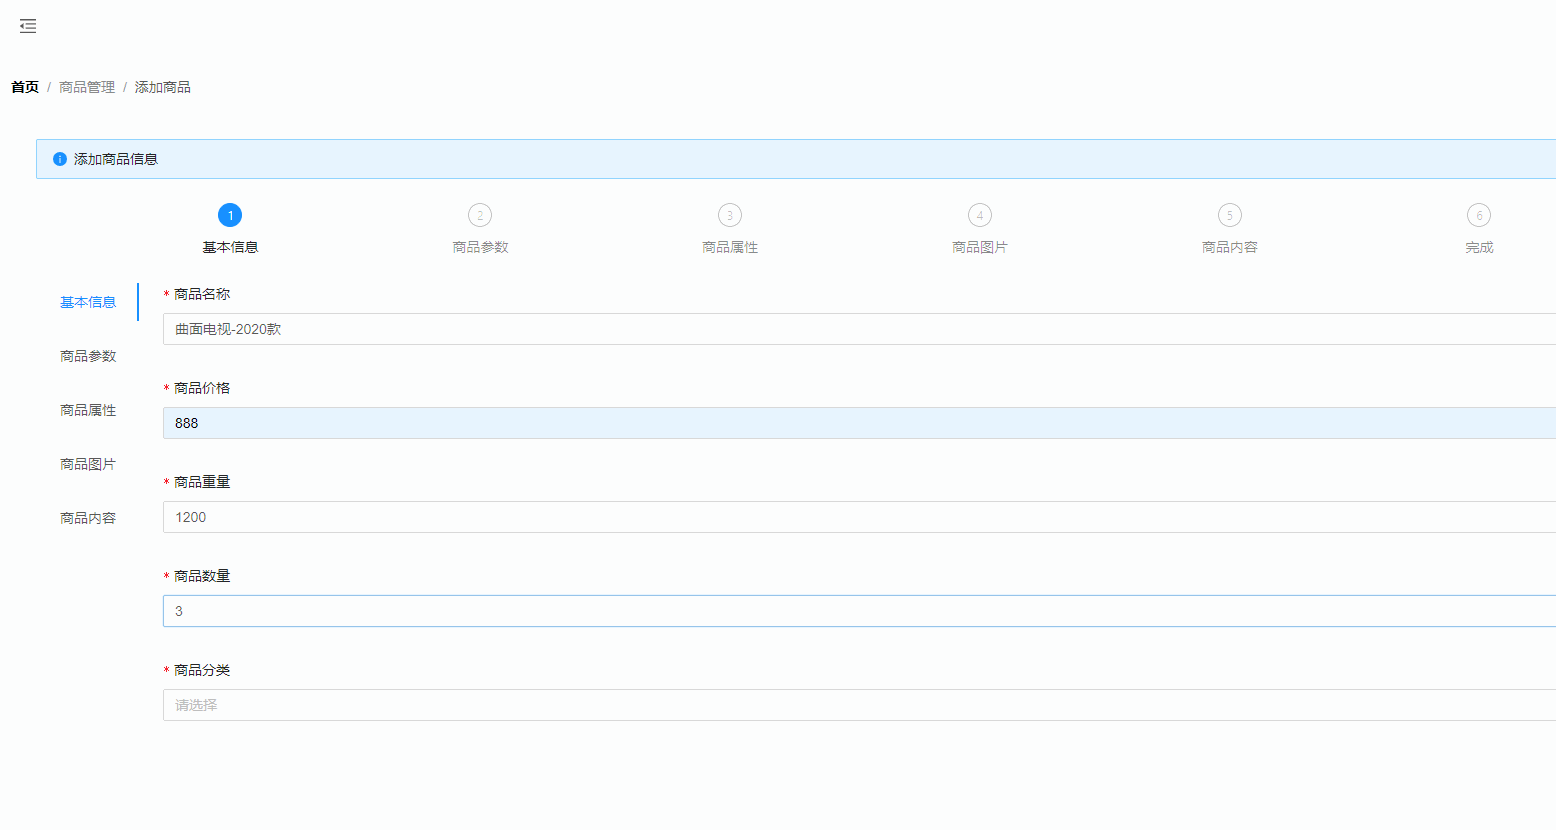 首页 / 商品管理 / 添加商品
添加商品信息
1 2 3 4 5 6
基本信息 商品参数 商品属性 商品图片 商品内容 完成
基本信息
商品参数
商品属性
商品图片
商品内容
* 商品名称
曲面电视-2020款
* 商品价格
888
* 商品重量
1200
* 商品数量
3
* 商品分类
请选择